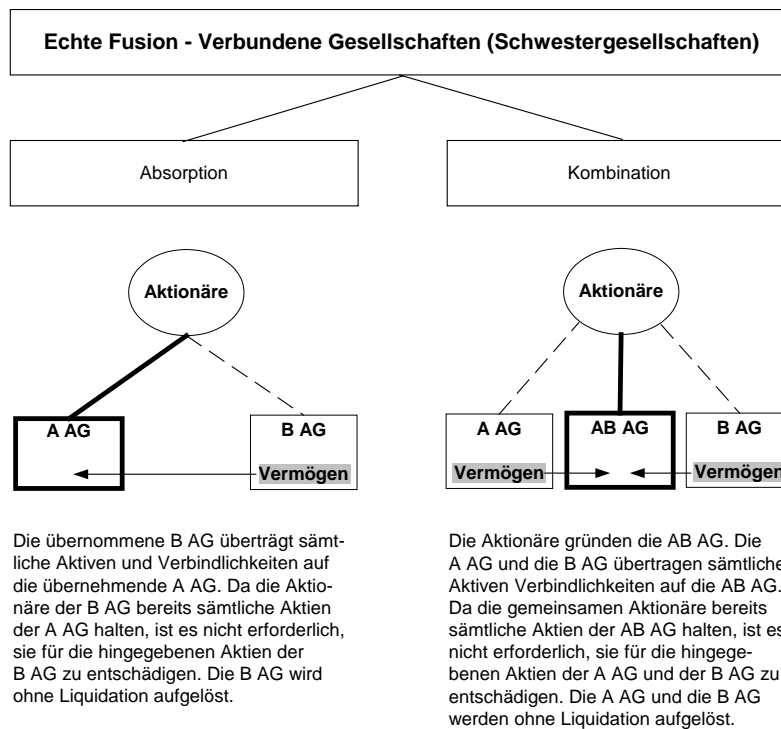 Echte Fusion - Verbundene Gesellschaften (Schwestergesellschaften)
Absorption
Kombination
Aktionäre
Aktionäre
A AG
B AG
Vermögen
A AG
AB AG
B AG
Vermögen
Vermögen
Die übernommene B AG überträgt sämt-
liche Aktiven und Verbindlichkeiten auf
die übernehmende A AG. Da die Aktio-
näre der B AG bereits sämtliche Aktien
der A AG halten, ist es nicht erforderlich,
sie für die hingegebenen Aktien der
B AG zu entschädigen. Die B AG wird
ohne Liquidation aufgelöst.
Die Aktionäre gründen die AB AG. Die
A AG und die B AG übertragen sämtliche
Aktiven Verbindlichkeiten auf die AB AG.
Da die gemeinsamen Aktionäre bereits
sämtliche Aktien der AB AG halten, ist es
nicht erforderlich, sie für die hingege-
benen Aktien der A AG und der B AG zu
entschädigen. Die A AG und die B AG
werden ohne Liquidation aufgelöst.